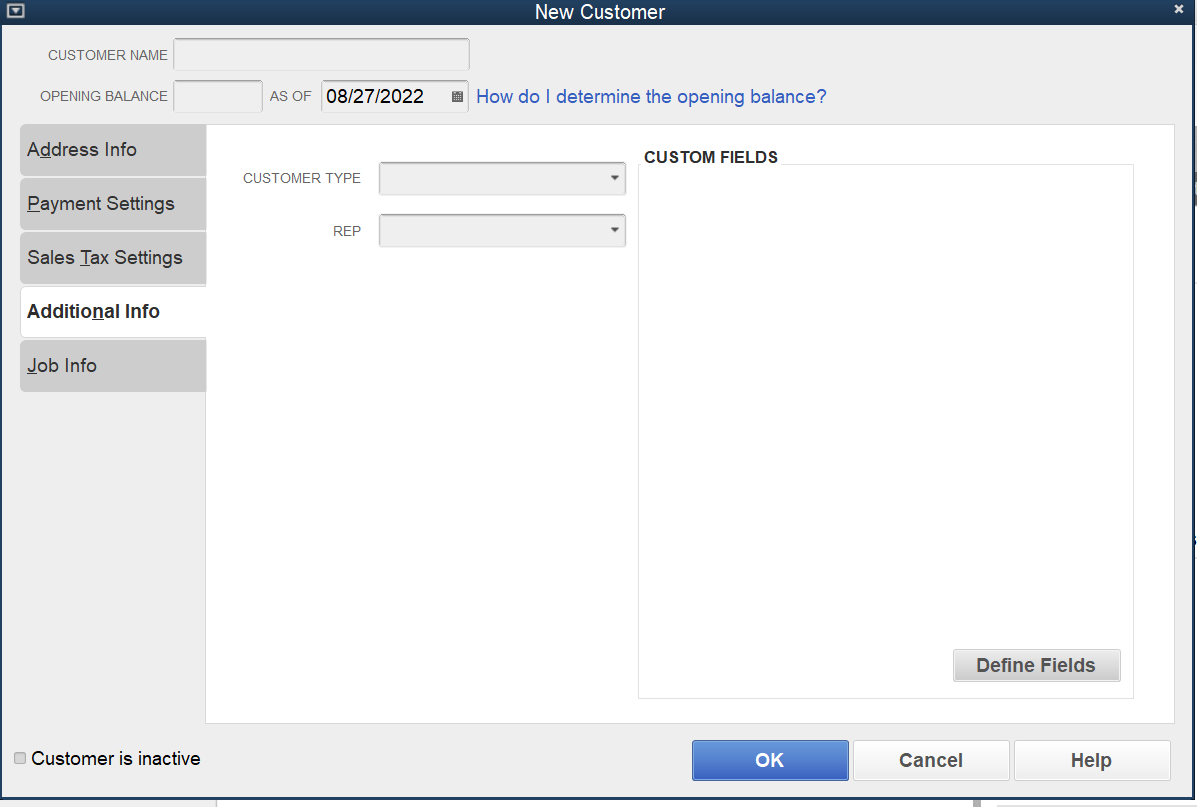 New Customer
CUSTOMER NAME
OPENING BALANCE AS OF 08/27/2022 How do I determine the opening balance?
Address Info
Payment Settings
Sales Tax Settings
Additional Info
Job Info
CUSTOMER TYPE
REP
CUSTOM FIELDS
Define Fields
Customer is inactive
OK Cancel Help